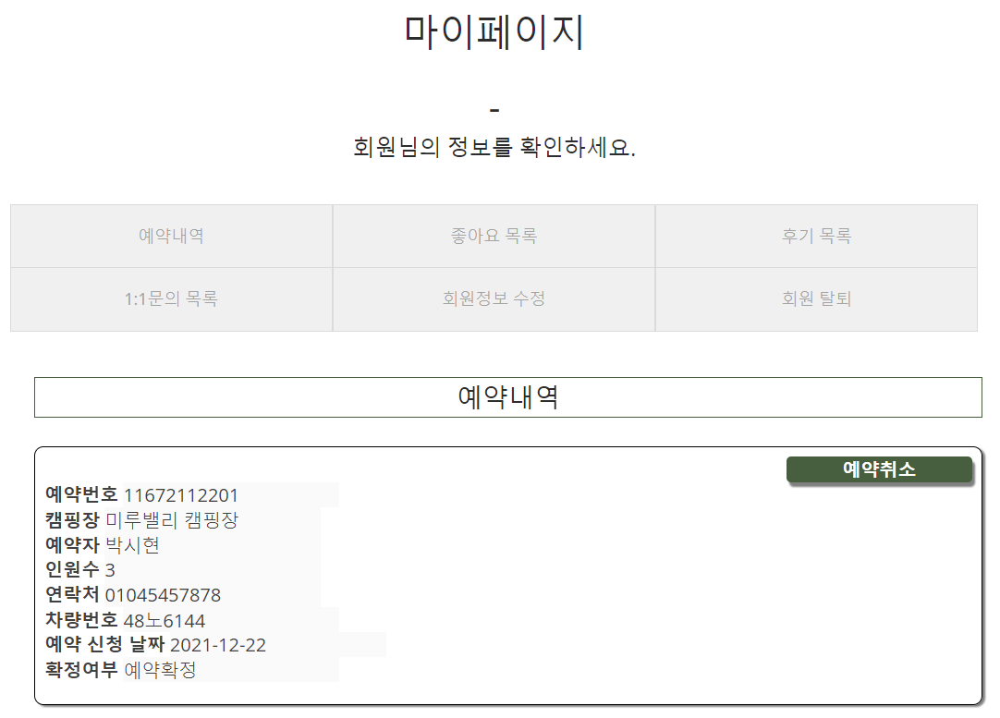 마이페이지
-
회원님의 정보를 확인하세요.
예약내역 좋아요 목록 후기 목록
1:1문의 목록 회원정보 수정 회원 탈퇴
예약내역
예약취소
예약번호 11672112201
캠핑장 미루밸리 캠핑장
예약자 박시현
인원수 3
연락처 01045457878
차량번호 48노6144
예약 신청 날짜 2021-12-22
확정여부 예약확정